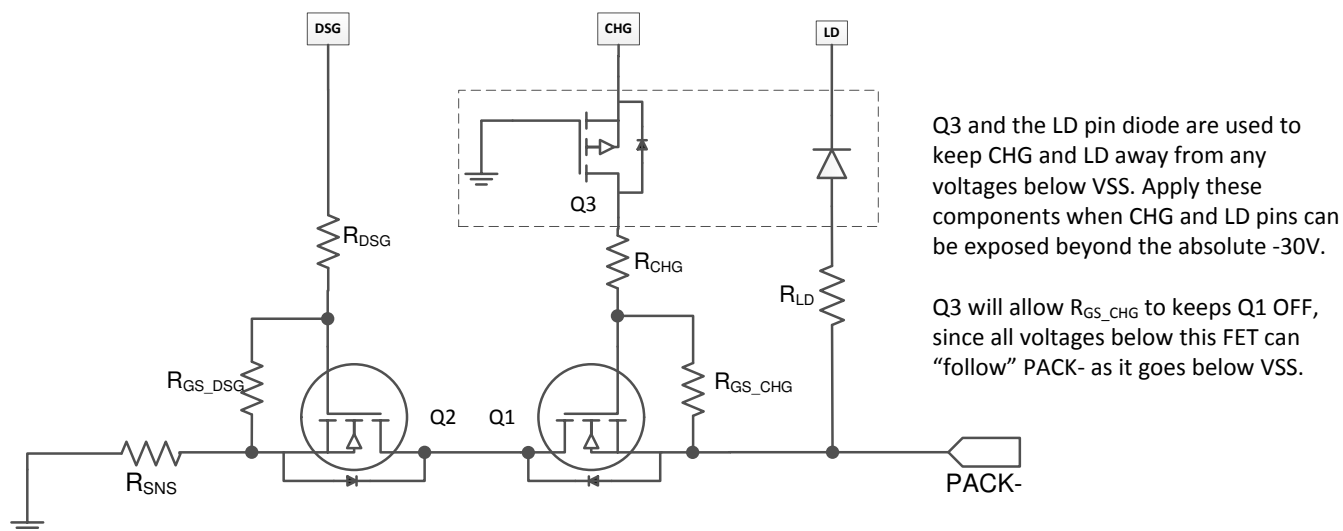 DSG
CHG
LD
Q3 and the LD pin diode are used to
keep CHG and LD away from any
voltages below VSS. Apply these
components when CHG and LD pins can
be exposed beyond the absolute -30V.
Q3 will allow RGS_CHG to keeps Q1 OFF,
since all voltages below this FET can
“follow” PACK- as it goes below VSS.
Q3
RDSG
RCHG
RLD
RGS_DSG
RGS_CHG
Q2
Q1
RSNS
PACK-